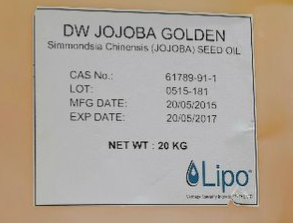 DW JOJOBA GOLDEN
Simmondsia Chinensis (JOJOBA) SEED OIL
CAS No.: 61789-91-1
LOT: 0515-181
MFG DATE: 20/05/2015
EXP DATE: 20/05/2017
NET WT : 20 KG
Lipo